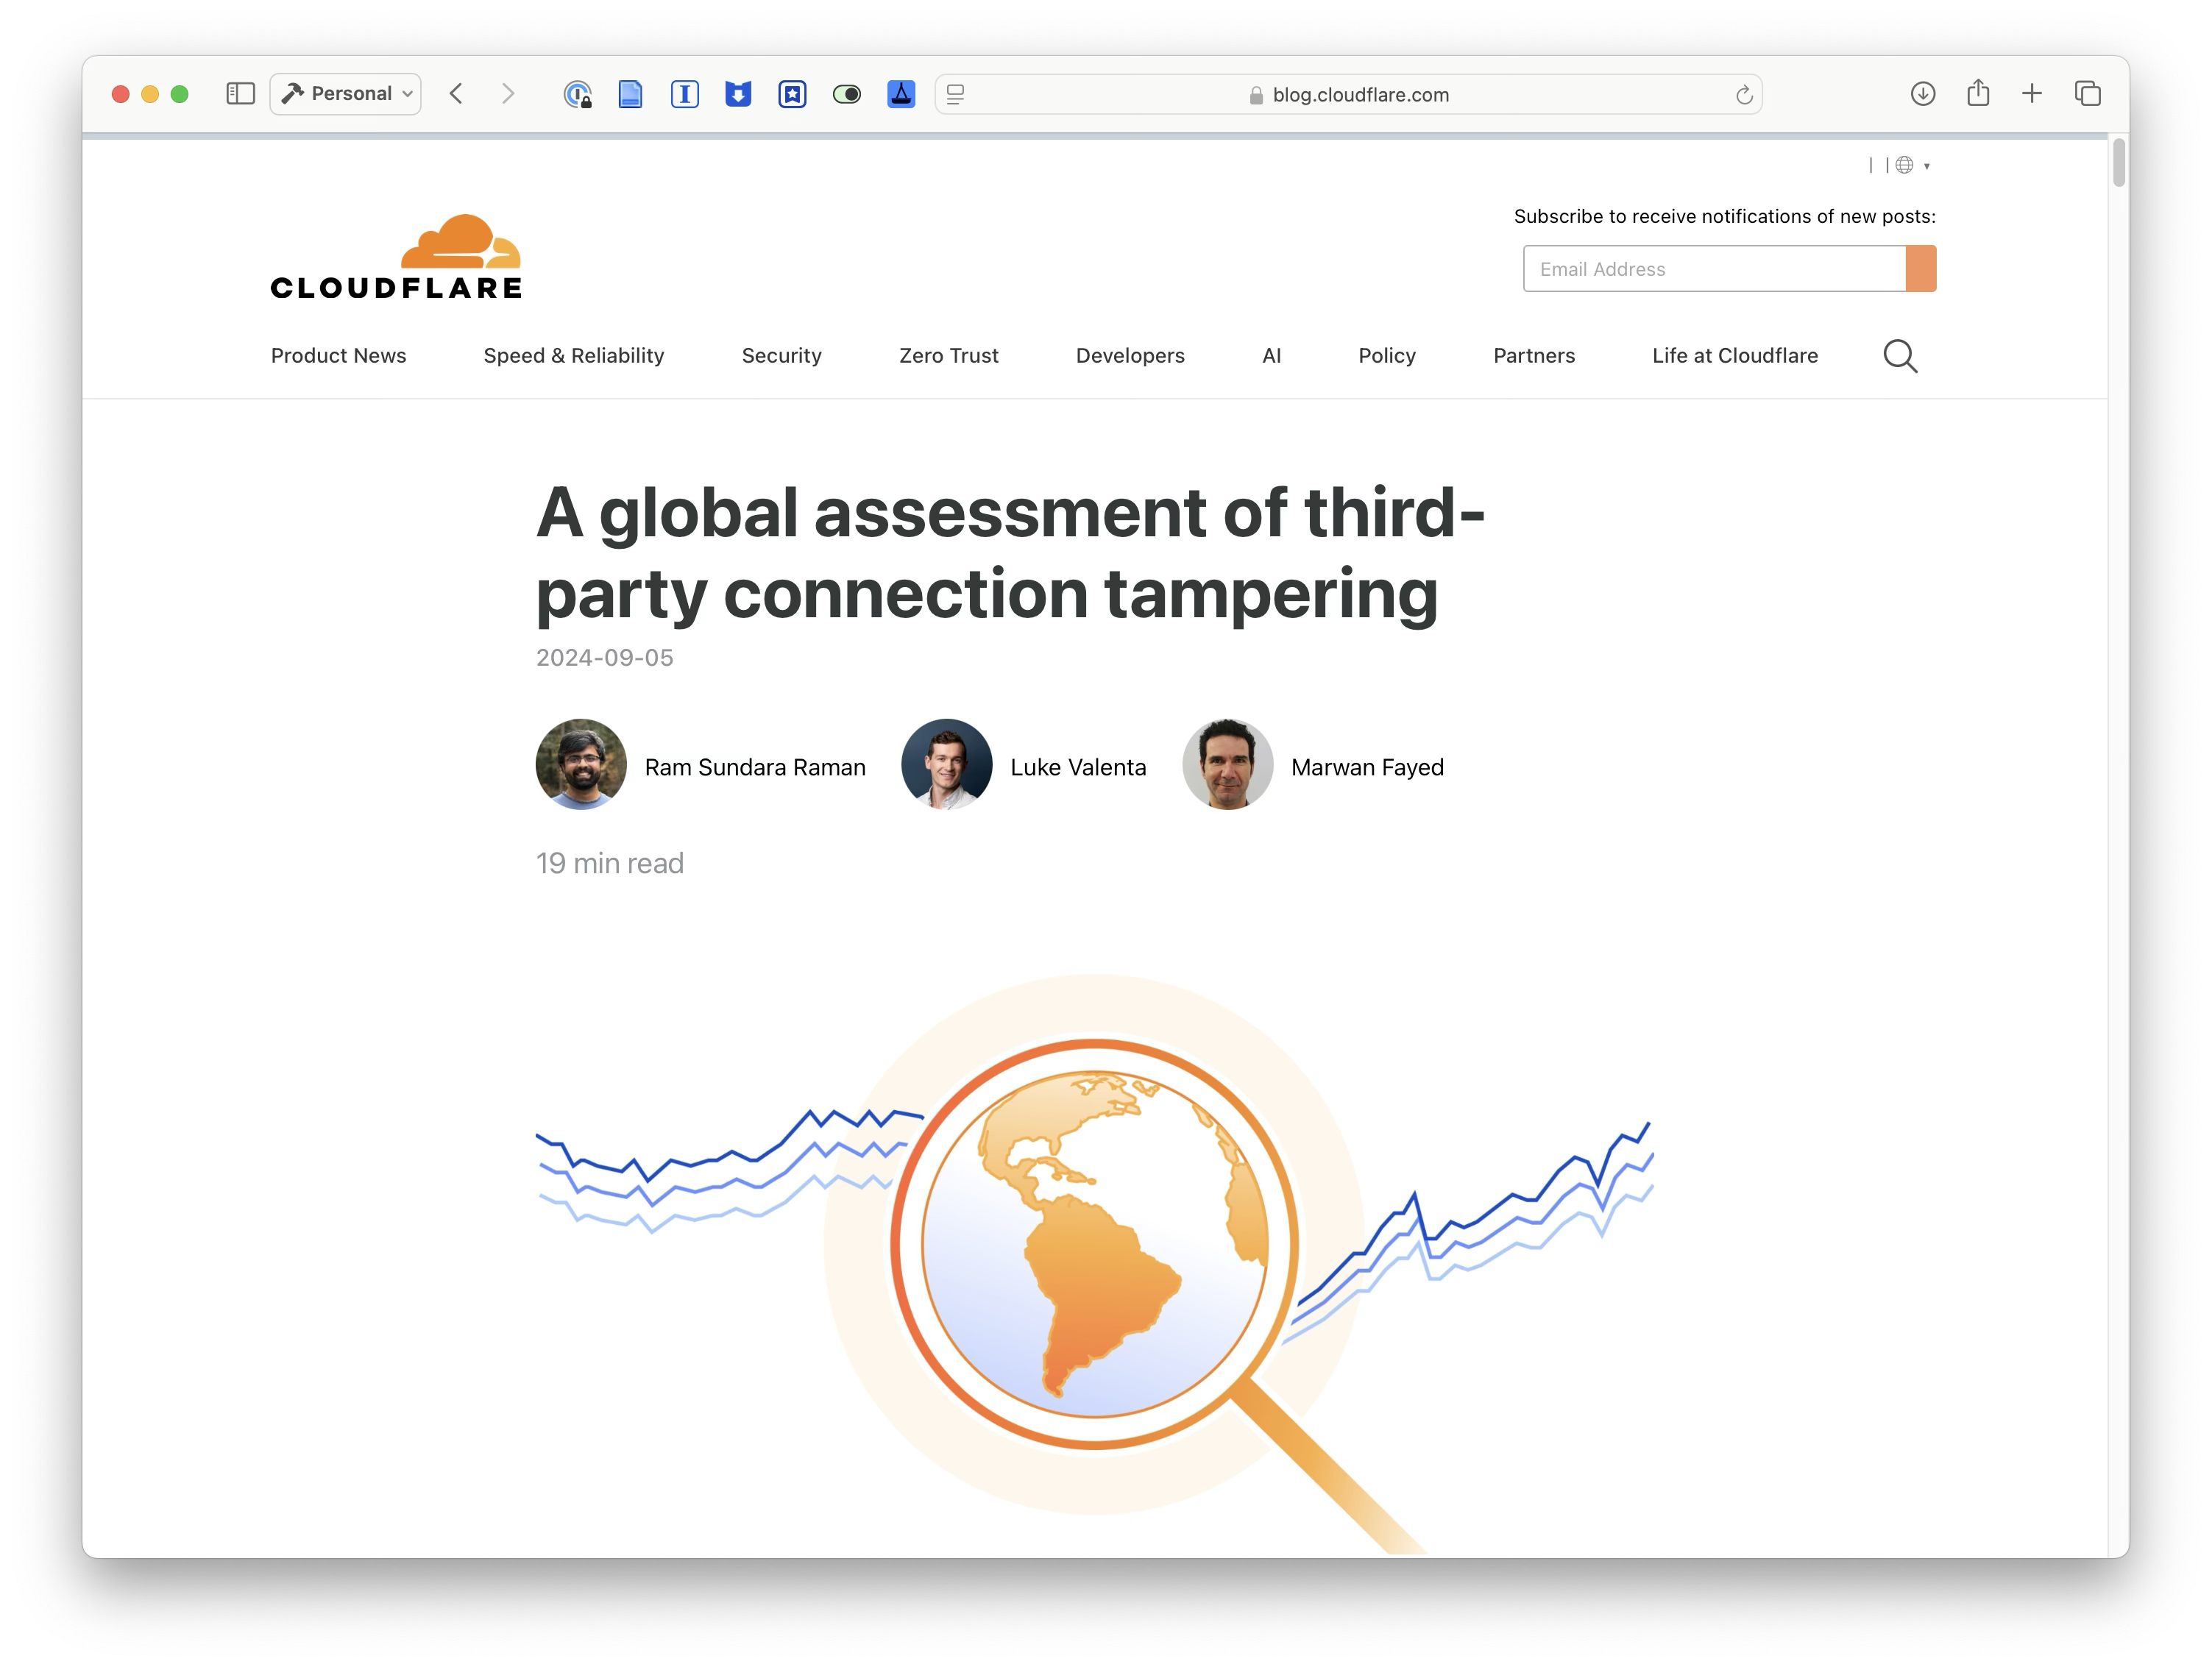 Personal
blog.cloudflare.com
Subscribe to receive notifications of new posts:
CLOUDFLARE
Email Address
Product News
Speed & Reliability
Security
Zero Trust
Developers
AI
Policy
Partners
Life at Cloudflare
A global assessment of third-
party connection tampering
2024-09-05
Ram Sundara Raman
Luke Valenta
Marwan Fayed
19 min read